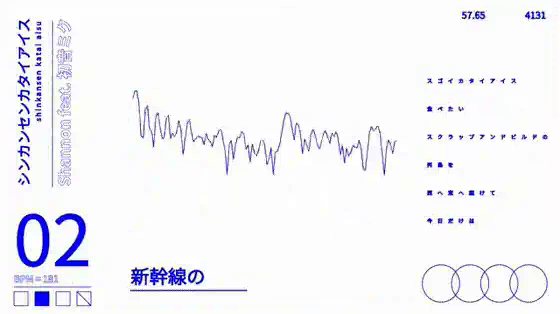 シンカンセンカタイアイス
shinkansen katai aisu
Shannon feat. 初音ミク
02
BPM = 131
57.65
4131
スゴイカタイアイス
食べたい
スクラップアンドビルドの
列島を
西へ東へ駆けて
今日だけは
新幹線の